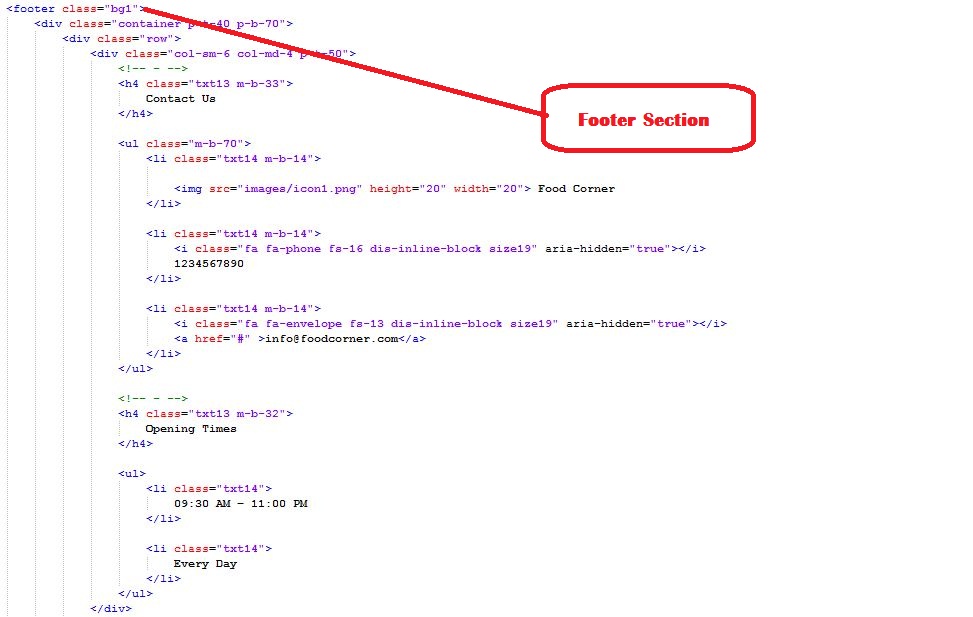 <footer class="bg1">
<div class="container p-t-40 p-b-70">
<div class="row">
<div class="col-sm-6 col-md-4 p-t-50">
<!-- - -->
<h4 class="txt13 m-b-33">
Contact Us
</h4>
Footer Section
<ul class="m-b-70">
<li class="txt14 m-b-14">
<img src="images/icon1.png" height="20" width="20"> Food Corner
</li>
<li class="txt14 m-b-14">
<i class="fa fa-phone fs-16 dis-inline-block size19" aria-hidden="true"></i>
1234567890
</li>
<li class="txt14 m-b-14">
<i class="fa fa-envelope fs-13 dis-inline-block size19" aria-hidden="true"></i>
<a href="#" >info@foodcorner.com</a>
</li>
</ul>
<!-- - -->
<h4 class="txt13 m-b-32">
Opening Times
</h4>
<ul>
<li class="txt14">
09:30 AM – 11:00 PM
</li>
<li class="txt14">
Every Day
</li>
</ul>
</div>